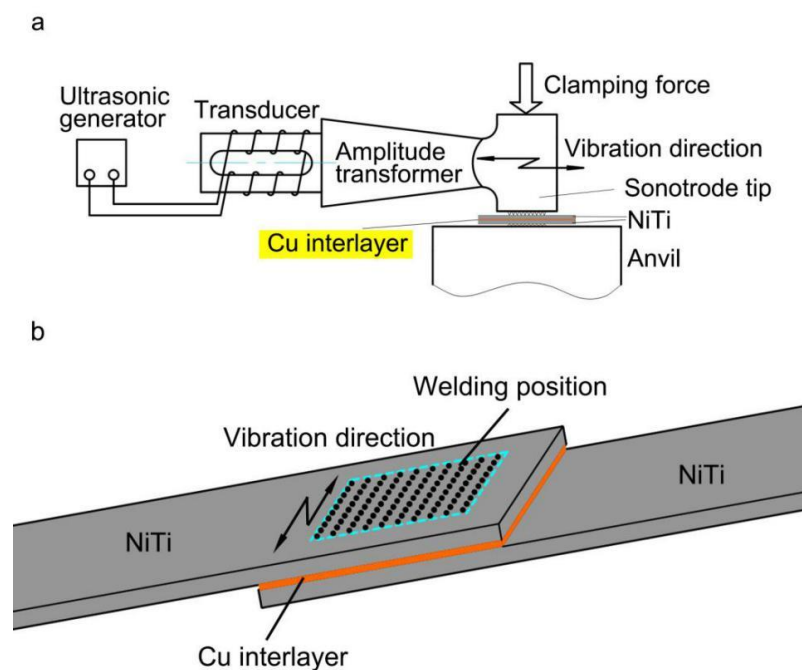 a
Ultrasonic
generator
Transducer
Amplitude
transformer
Clamping force
Vibration direction
Sonotrode tip
NiTi
Cu interlayer
Anvil
b
Welding position
Vibration direction
NiTi
NiTi
Cu interlayer